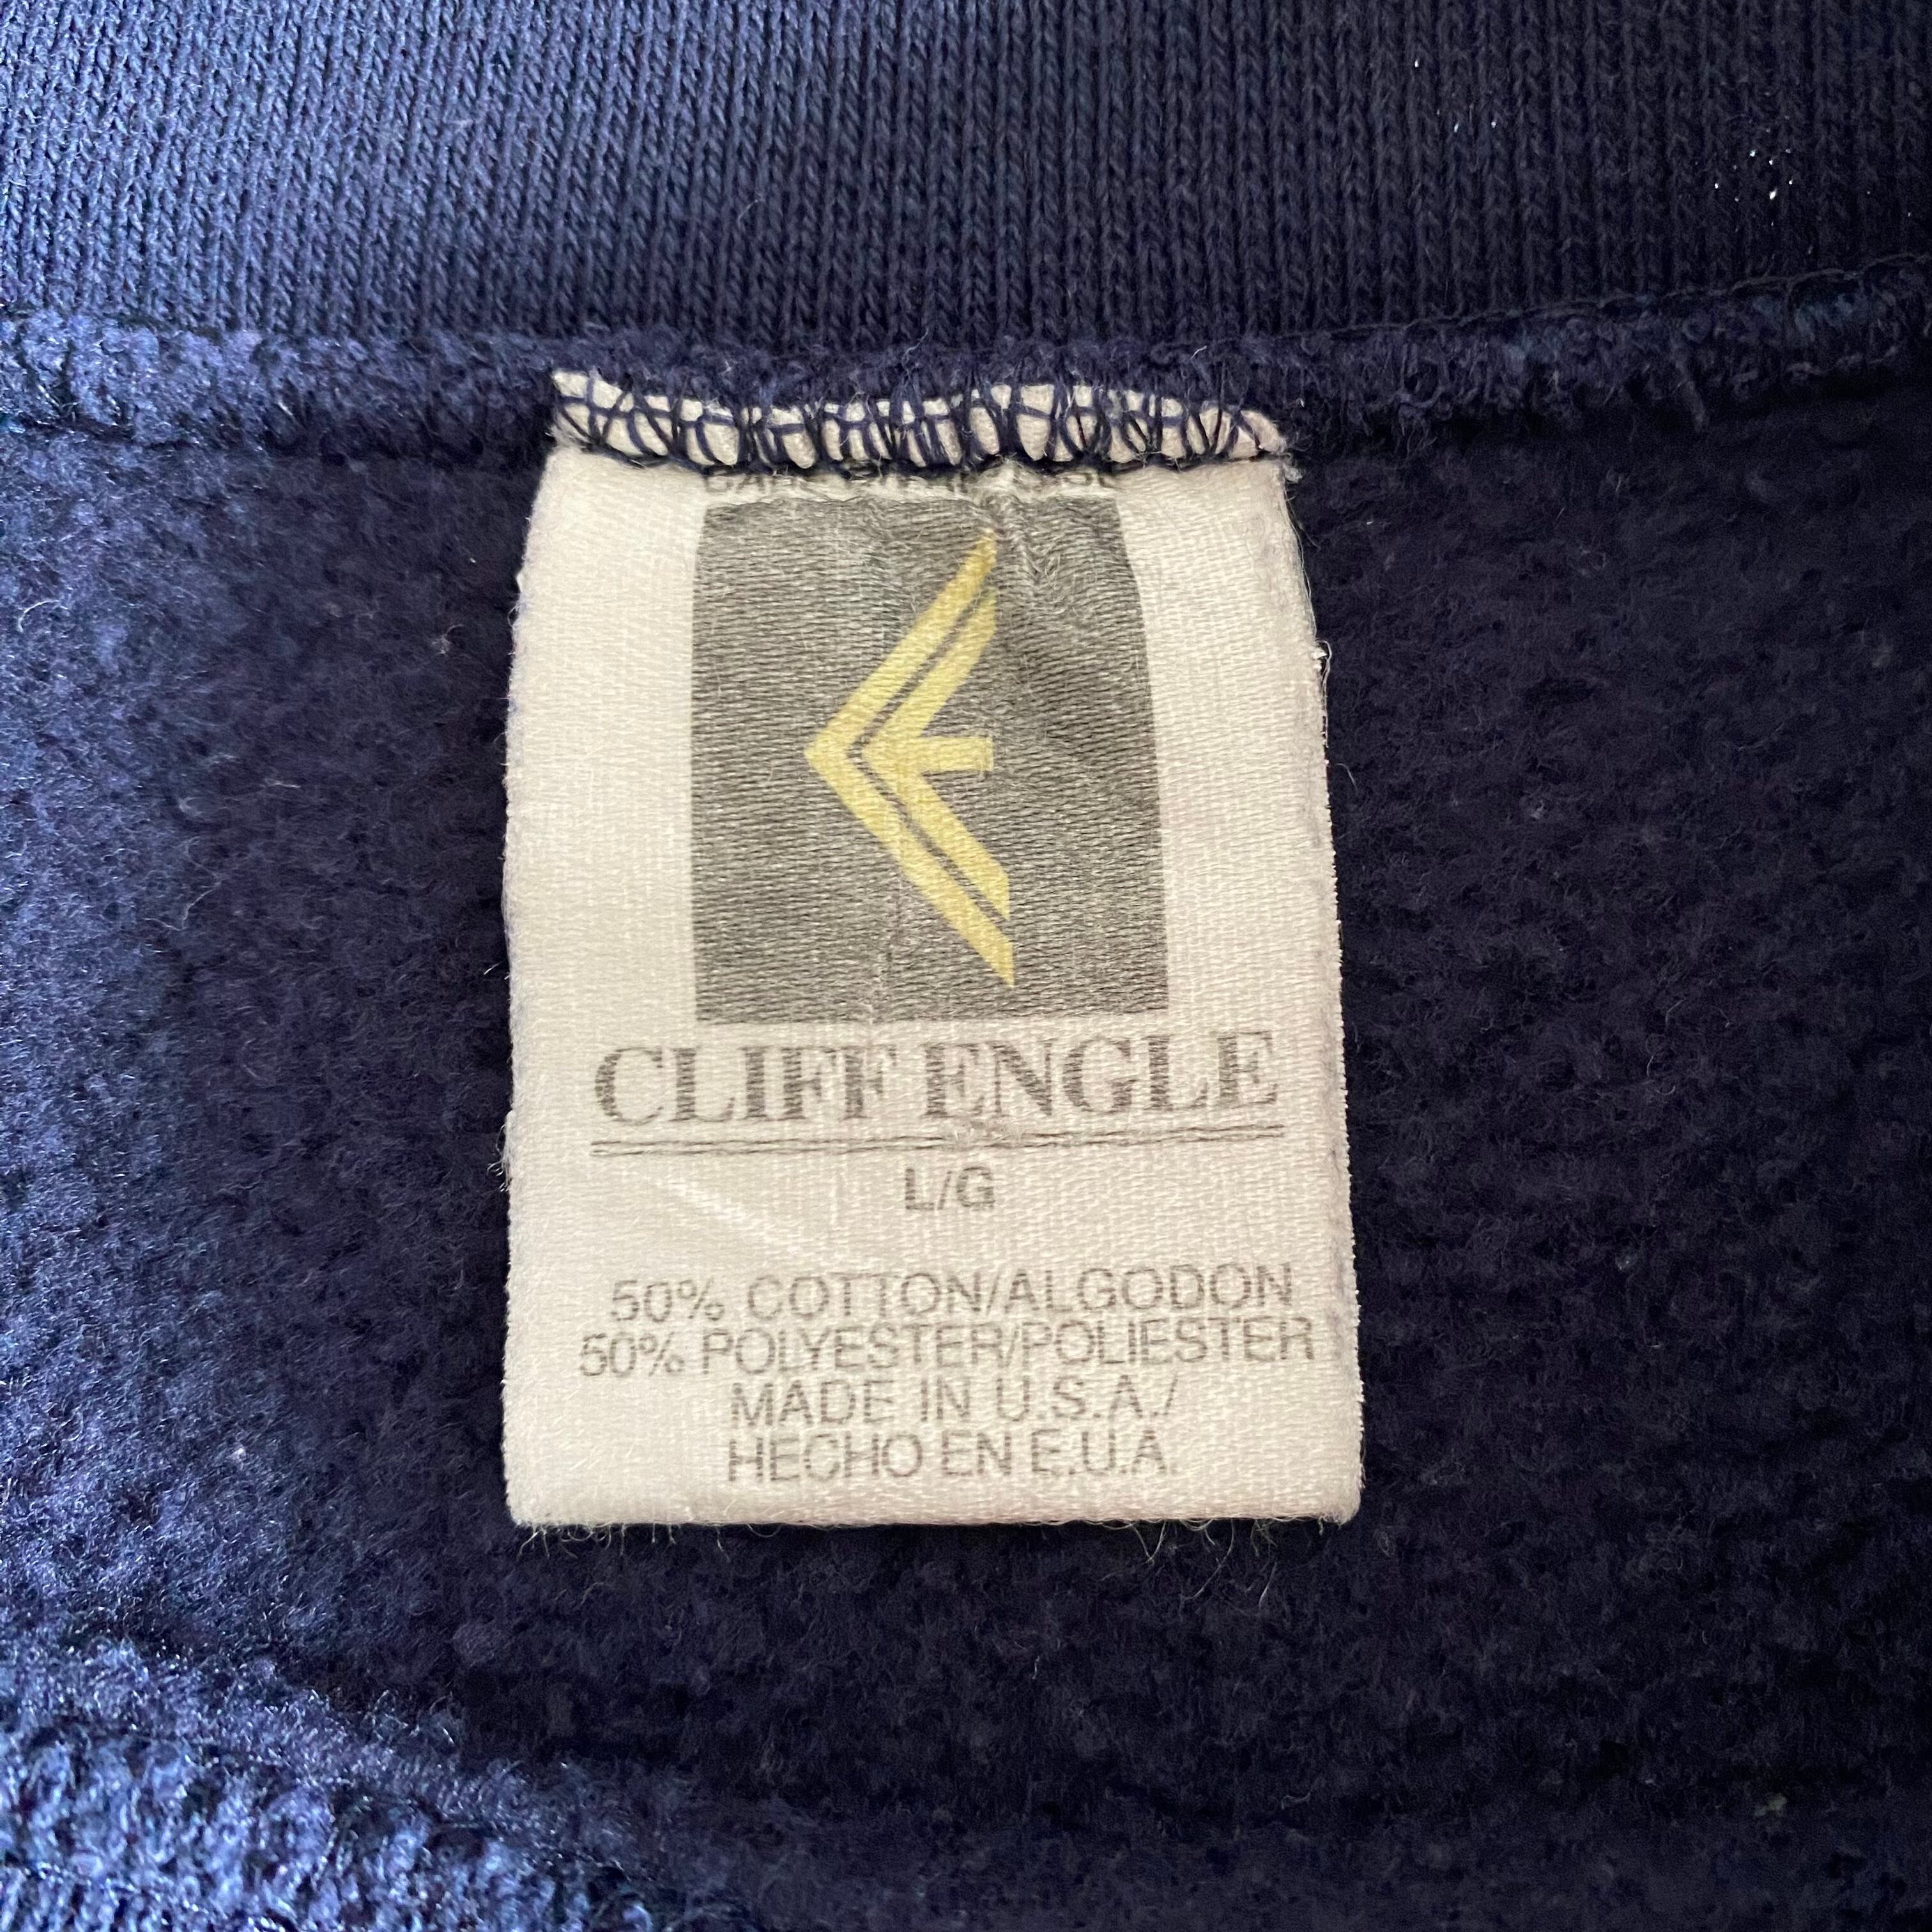 CLIFF ENGLE
L/G
50% COTTON/ALGODON
50% POLYESTER/POLIESTER
MADE IN U.S.A./
HECHO EN E.U.A.